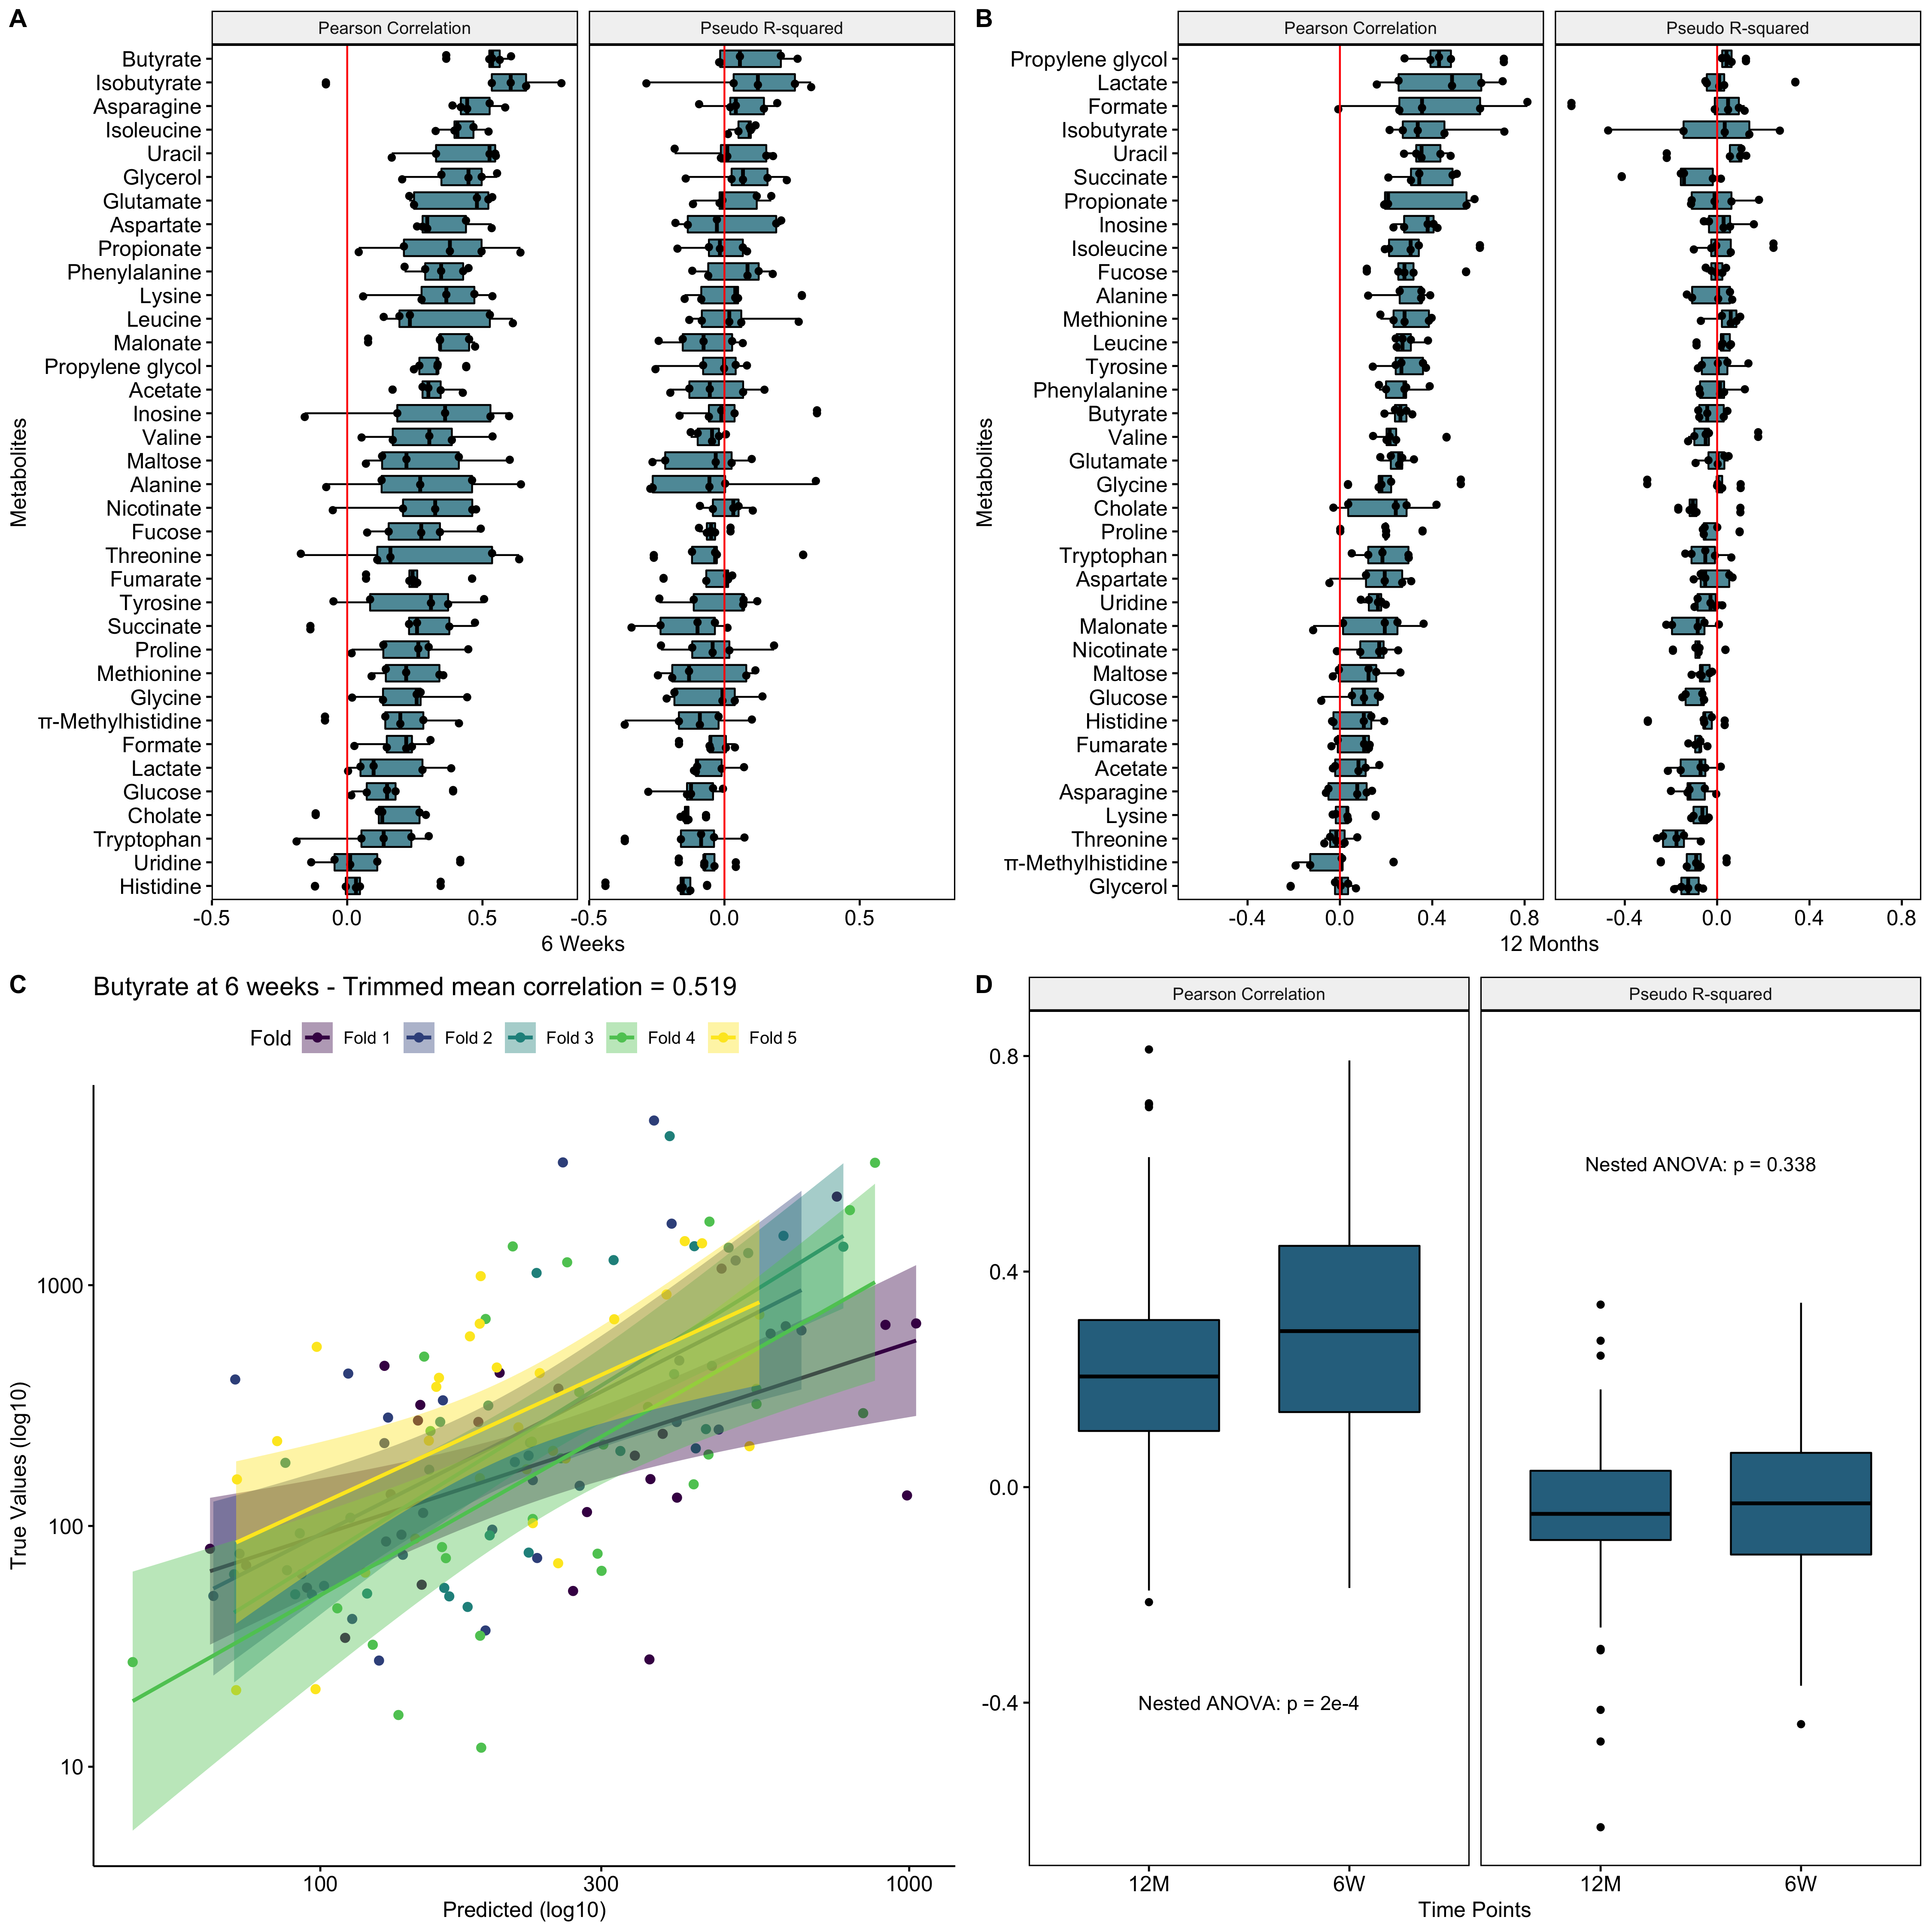 A
Pearson Correlation
Pseudo R-squared
Metabolites
Butyrate
Isobutyrate
Asparagine
Isoleucine
Uracil
Glycerol
Glutamate
Aspartate
Propionate
Phenylalanine
Lysine
Leucine
Malonate
Propylene glycol
Acetate
Inosine
Valine
Maltose
Alanine
Nicotinate
Fucose
Threonine
Fumarate
Tyrosine
Succinate
Proline
Methionine
Glycine
π-Methylhistidine
Formate
Lactate
Glucose
Cholate
Tryptophan
Uridine
Histidine
-0.5 0.0 0.5 -0.5 0.0 0.5
6 Weeks
B
Pearson Correlation
Pseudo R-squared
Metabolites
Propylene glycol
Lactate
Formate
Isobutyrate
Uracil
Succinate
Propionate
Inosine
Isoleucine
Fucose
Alanine
Methionine
Leucine
Tyrosine
Phenylalanine
Butyrate
Valine
Glutamate
Glycine
Cholate
Proline
Tryptophan
Aspartate
Uridine
Malonate
Nicotinate
Maltose
Glucose
Histidine
Fumarate
Acetate
Asparagine
Lysine
Threonine
π-Methylhistidine
Glycerol
-0.4 0.0 0.4 0.8 -0.4 0.0 0.4 0.8
12 Months
C
Butyrate at 6 weeks - Trimmed mean correlation = 0.519
Fold Fold 1 Fold 2 Fold 3 Fold 4 Fold 5
True Values (log10)
1000
100
10
100 300 1000
Predicted (log10)
D
Pearson Correlation
Pseudo R-squared
0.8
0.4
0.0
-0.4
Nested ANOVA: p = 2e-4
Nested ANOVA: p = 0.338
12M 6W 12M 6W
Time Points